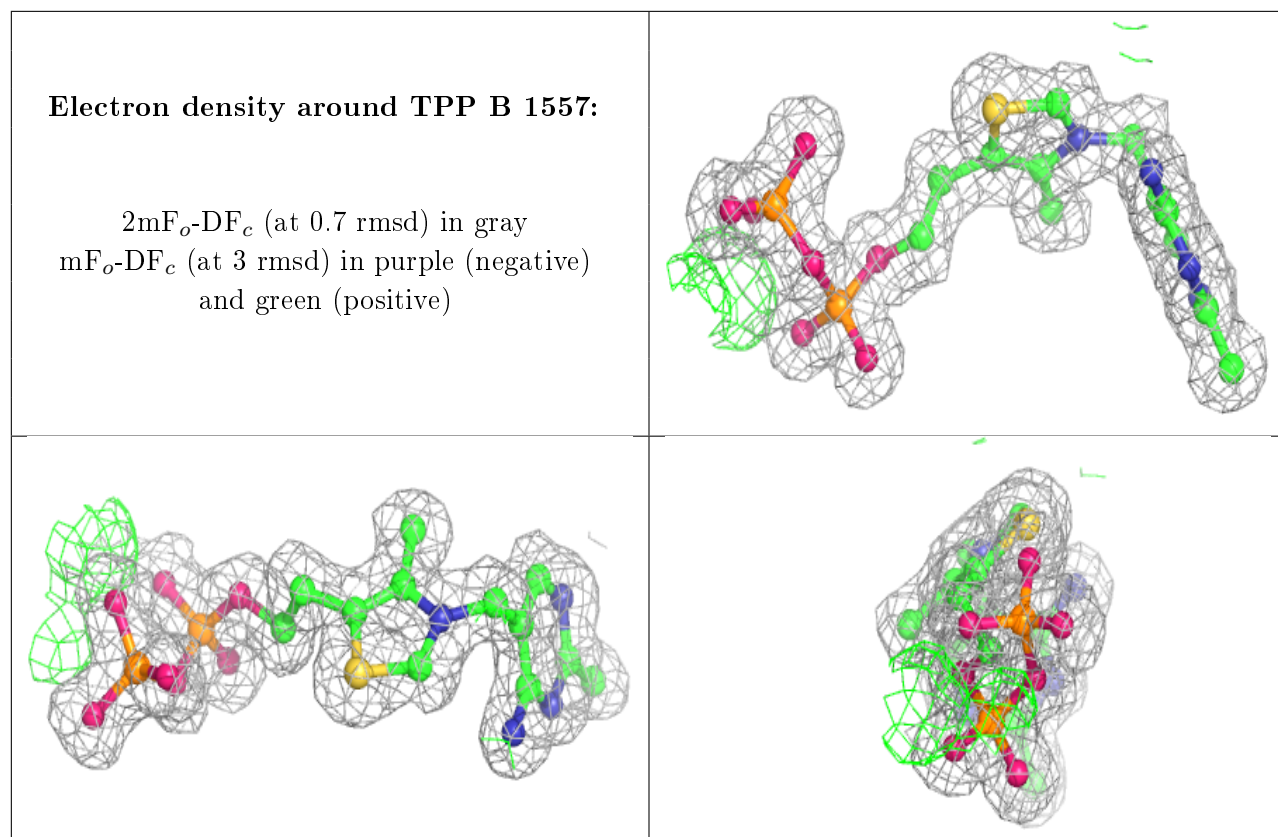 Electron density around TPP B 1557:
2mFₒ-DF𝒸 (at 0.7 rmsd) in gray
mFₒ-DF𝒸 (at 3 rmsd) in purple (negative)
and green (positive)